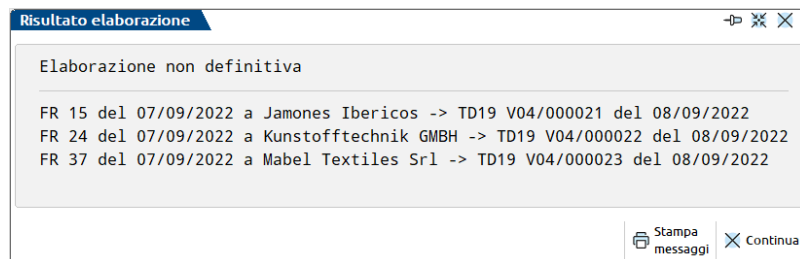 Risultato elaborazione
Elaborazione non definitiva
FR 15 del 07/09/2022 a Jamones Ibericos -> TD19 V04/000021 del 08/09/2022
FR 24 del 07/09/2022 a Kunstofftechnik GMBH -> TD19 V04/000022 del 08/09/2022
FR 37 del 07/09/2022 a Mabel Textiles Srl -> TD19 V04/000023 del 08/09/2022
Stampa
messaggi
Continua